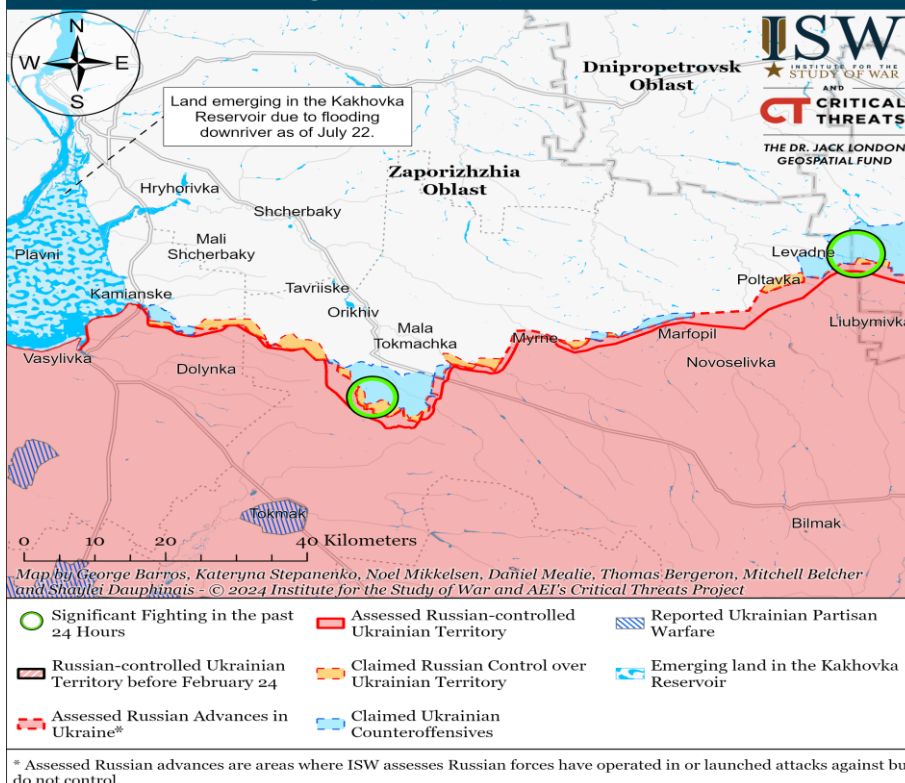 N
W E
S
ISW
INSTITUTE FOR THE
STUDY OF WAR
AND
CT CRITICAL
THREATS
THE DR. JACK LONDON
GEOSPATIAL FUND
Land emerging in the Kakhovka
Reservoir due to flooding
downriver as of July 22.
Dnipropetrovsk
Oblast
Zaporizhzhia
Oblast
Hryhorivka
Shcherbaky
Mali
Shcherbaky
Plavni
Levadne
Poltavka
Kamianske
Tavriiske
Orikhiv
Mala
Tokmachka
Myrne
Marfopil
Liubymivka
Vasylivka
Dolynka
Novoselivka
Tokmak
Bilmak
0 10 20 40 Kilometers
Map by George Barros, Kateryna Stepanenko, Noel Mikkelsen, Daniel Mealie, Thomas Bergeron, Mitchell Belcher
and Shaylei Dauphinais - © 2024 Institute for the Study of War and AEI's Critical Threats Project
Significant Fighting in the past
24 Hours
Assessed Russian-controlled
Ukrainian Territory
Reported Ukrainian Partisan
Warfare
Russian-controlled Ukrainian
Territory before February 24
Claimed Russian Control over
Ukrainian Territory
Emerging land in the Kakhovka
Reservoir
Assessed Russian Advances in
Ukraine*
Claimed Ukrainian
Counteroffensives
* Assessed Russian advances are areas where ISW assesses Russian forces have operated in or launched attacks against bu
do not control.